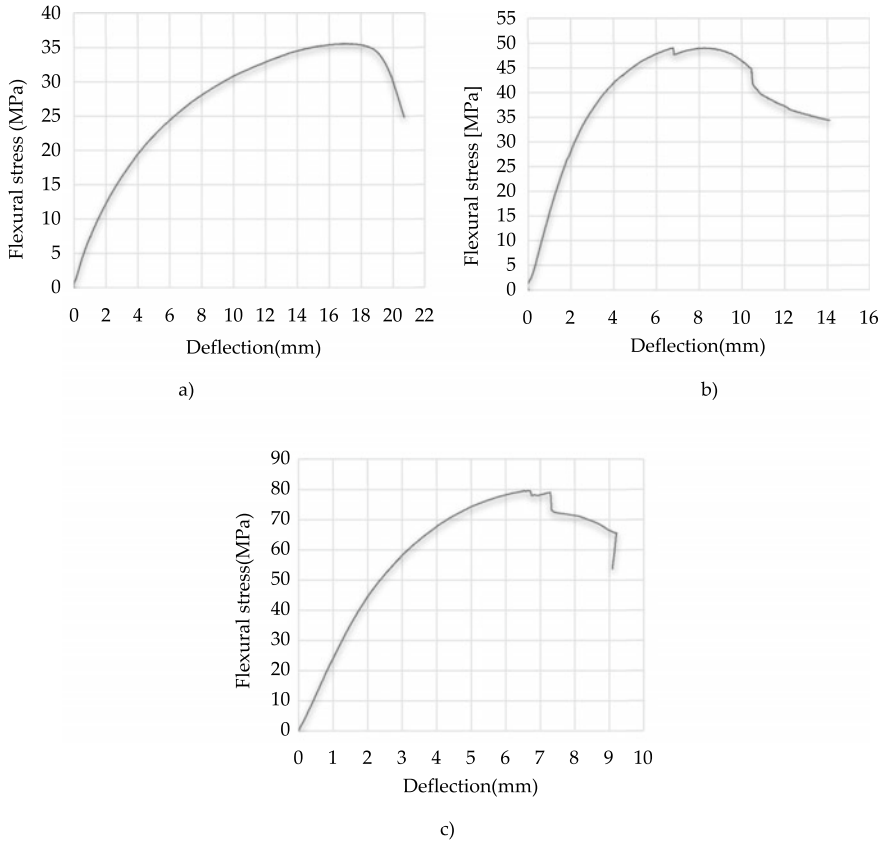 40
35
30
25
20
15
10
5
0
Flexural stress (MPa)
0 2 4 6 8 10 12 14 16 18 20 22
Deflection(mm)
a)
55
50
45
40
35
30
25
20
15
10
5
0
Flexural stress [MPa]
0 2 4 6 8 10 12 14 16
Deflection(mm)
b)
90
80
70
60
50
40
30
20
10
0
Flexural stress(MPa)
0 1 2 3 4 5 6 7 8 9 10
Deflection(mm)
c)